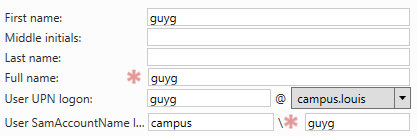 First name: guyg
Middle initials:
Last name:
Full name: * guyg
User UPN logon: guyg @ campus.louis
User SamAccountName l... campus \* guyg